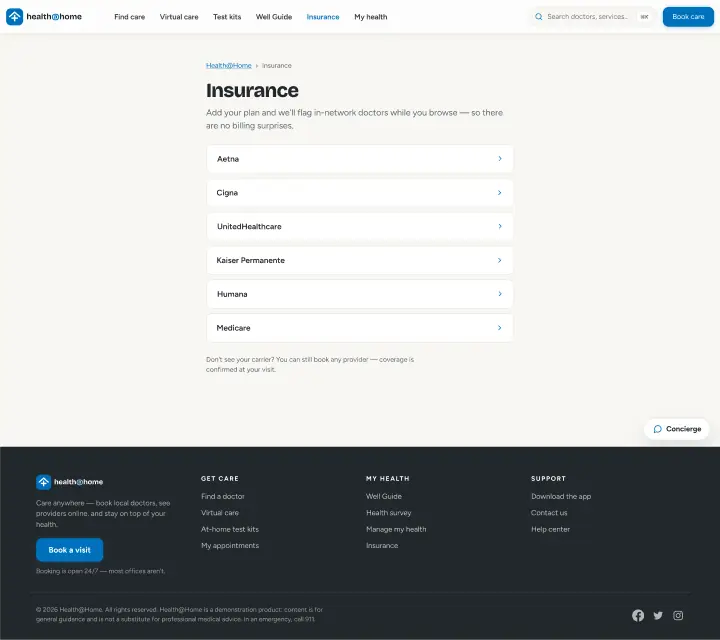 health@home Find care Virtual care Test kits Well Guide Insurance My health Search doctors, services... ⌘K Book care
Health@Home › Insurance
Insurance
Add your plan and we'll flag in-network doctors while you browse — so there
are no billing surprises.
Aetna
Cigna
UnitedHealthcare
Kaiser Permanente
Humana
Medicare
Don't see your carrier? You can still book any provider — coverage is
confirmed at your visit.
Concierge
health@home
Care anywhere — book local doctors, see
providers online, and stay on top of your
health.
Book a visit
Booking is open 24/7 — most offices aren't.
GET CARE
Find a doctor
Virtual care
At-home test kits
My appointments
MY HEALTH
Well Guide
Health survey
Manage my health
Insurance
SUPPORT
Download the app
Contact us
Help center
© 2026 Health@Home. All rights reserved. Health@Home is a demonstration product: content is for
general guidance and is not a substitute for professional medical advice. In an emergency, call 911.